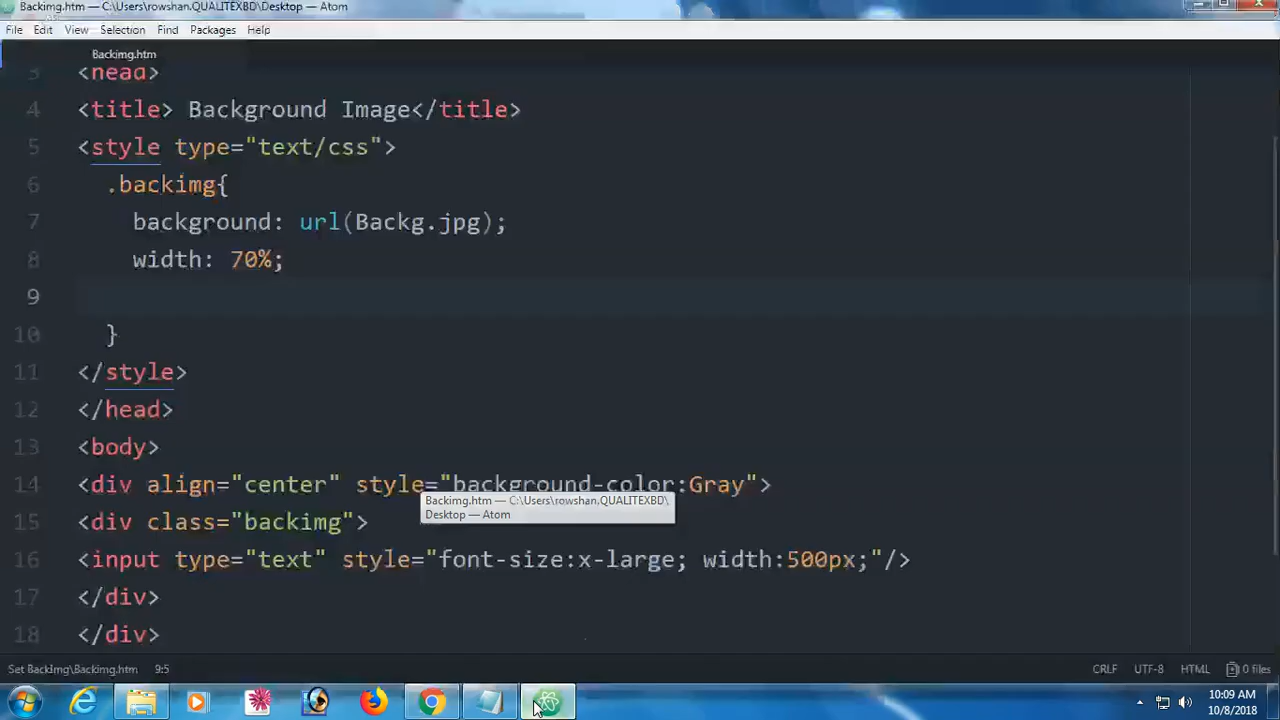 Backimg.htm — C:\Users\rowshan.QUALITEXBD\Desktop — Atom
File Edit View Selection Find Packages Help
Backimg.htm
3 <head>
4 <title> Background Image</title>
5 <style type="text/css">
6 .backimg{
7 background: url(Backg.jpg);
8 width: 70%;
9
10 }
11 </style>
12 </head>
13 <body>
14 <div align="center" style="background-color:Gray">
Backimg.htm — C:\Users\rowshan.QUALITEXBD\
Desktop — Atom
15 <div class="backimg">
16 <input type="text" style="font-size:x-large; width:500px;"/>
17 </div>
18 </div>
Set BackImg\Backimg.htm 9:5 CRLF UTF-8 HTML 0 files
10:09 AM
10/8/2018